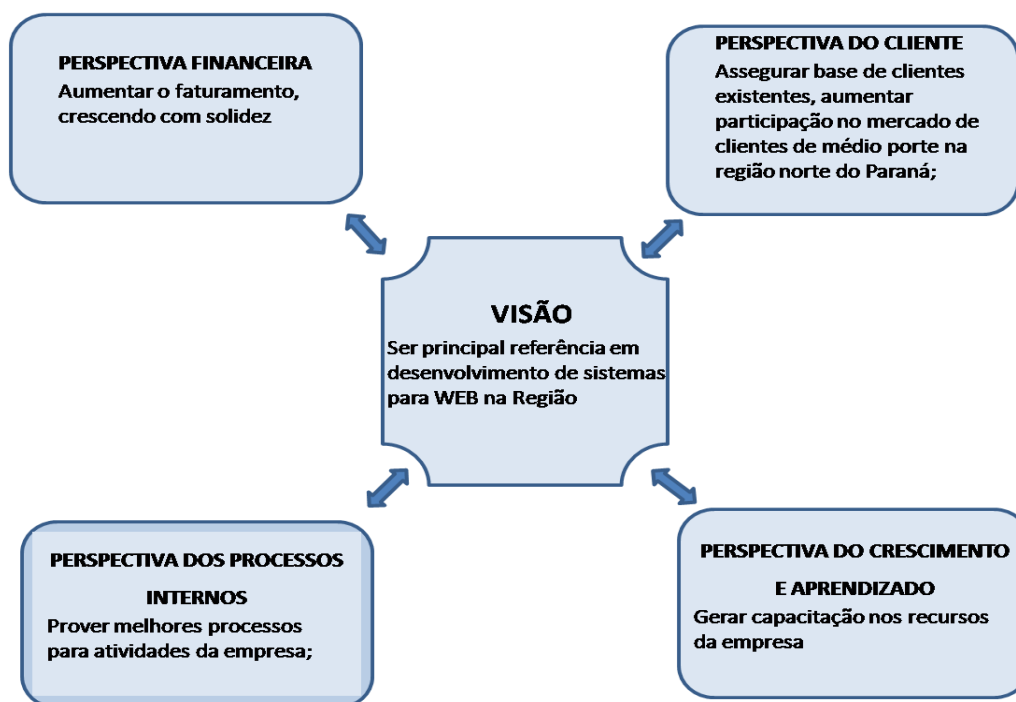 PERSPECTIVA FINANCEIRA
Aumentar o faturamento,
crescendo com solidez
PERSPECTIVA DO CLIENTE
Assegurar base de clientes
existentes, aumentar
participação no mercado de
clientes de médio porte na
região norte do Paraná;
VISÃO
Ser principal referência em
desenvolvimento de sistemas
para WEB na Região
PERSPECTIVA DOS PROCESSOS
INTERNOS
Prover melhores processos
para atividades da empresa;
PERSPECTIVA DO CRESCIMENTO
E APRENDIZADO
Gerar capacitação nos recursos
da empresa